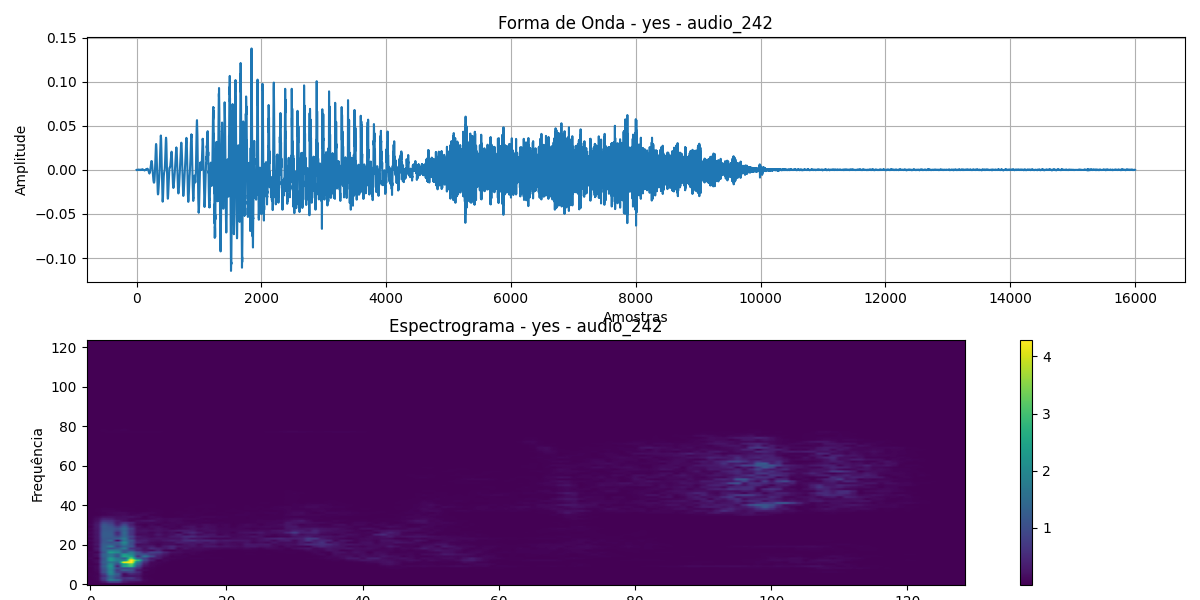 Forma de Onda - yes - audio_242
0.15
0.10
0.05
0.00
−0.05
−0.10
Amplitude
0 2000 4000 6000 8000 10000 12000 14000 16000
Amostras
Espectrograma - yes - audio_242
120
100
80
60
40
20
0
Frequência
4
3
2
1
0 20 40 60 80 100 120